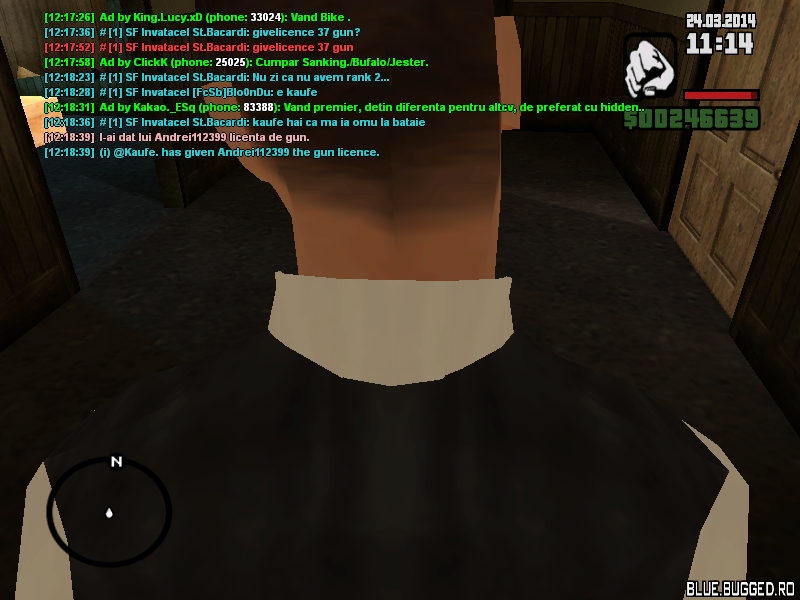 [12:17:26] Ad by King.Lucy.xD (phone: 33024): Vand Bike .
[12:17:36] # [1] SF Invatacel St.Bacardi: givelicence 37 gun?
[12:17:52] # [1] SF Invatacel St.Bacardi: givelicence 37 gun
[12:17:58] Ad by ClickK (phone: 25025): Cumpar Sanking./Bufalo/Jester.
[12:18:23] # [1] SF Invatacel St.Bacardi: Nu zi ca nu avem rank 2...
[12:18:28] # [1] SF Invatacel [FcSb]Blo0nDu: e kaufe
[12:18:31] Ad by Kakao._ESq (phone: 83388): Vand premier, detin diferenta pentru altcv, de preferat cu hidden..
[12:18:36] # [1] SF Invatacel St.Bacardi: kaufe hai ca ma ia omu la bataie
[12:18:39] I-ai dat lui Andrei112399 licenta de gun.
[12:18:39] (i) @Kaufe. has given Andrei112399 the gun licence.
24.03.2014
11:14
$00246639
N
BLUE.BUGGED.RO